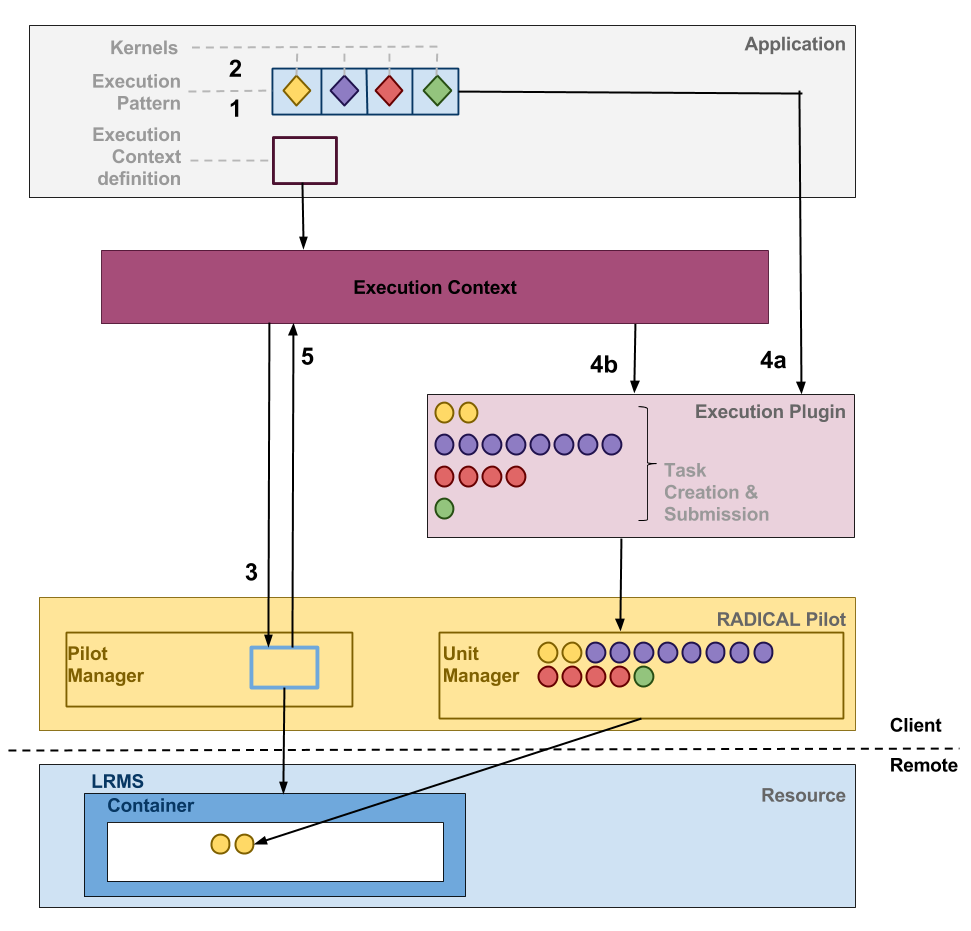 Application
Kernels
2
Execution
Pattern
1
Execution
Context
definition
Execution Context
5
4b
4a
Execution Plugin
Task
Creation &
Submission
3
RADICAL Pilot
Pilot
Manager
Unit
Manager
Client
Remote
LRMS
Container
Resource